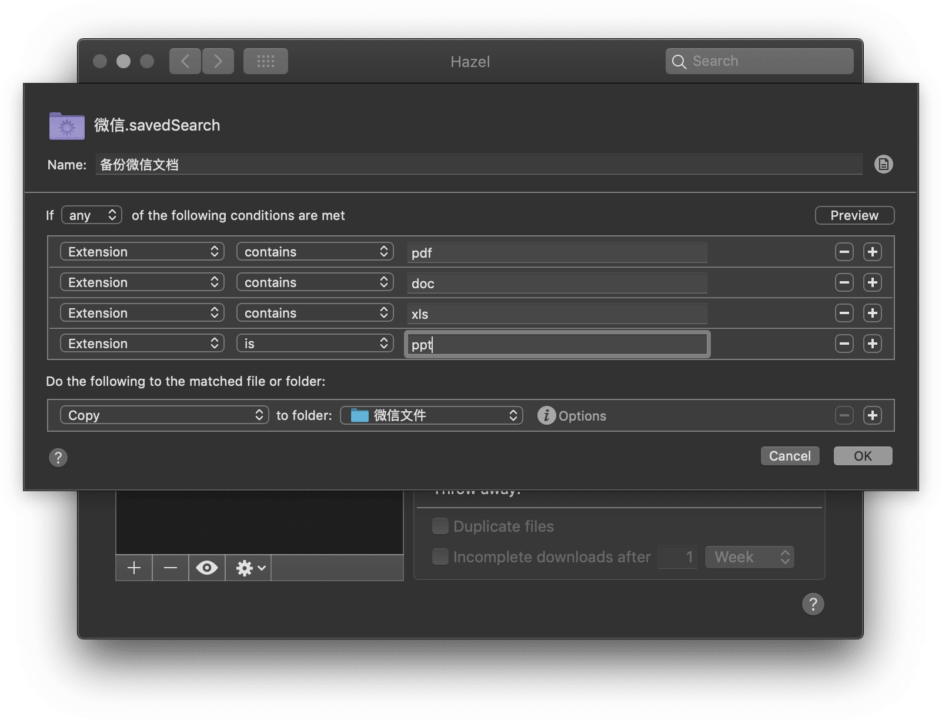 Hazel
Search
微信.savedSearch
Name: 备份微信文档
If any of the following conditions are met
Preview
Extension contains pdf
Extension contains doc
Extension contains xls
Extension is ppt
Do the following to the matched file or folder:
Copy to folder: 微信文件 i Options
?
Cancel OK
Throw away:
Duplicate files
Incomplete downloads after 1 Week
?